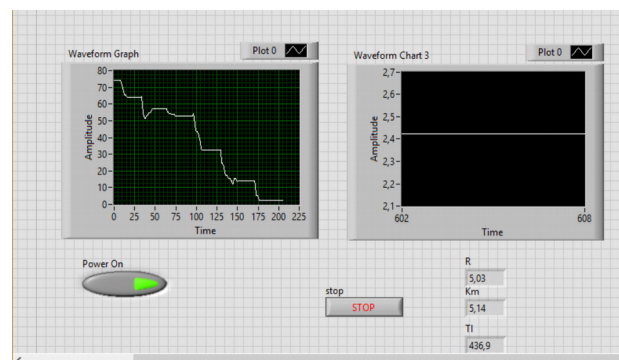 Waveform Graph
Plot 0
Amplitude
80
70
60
50
40
30
20
10
0
0 25 50 75 100 125 150 175 200 225
Time
Waveform Chart 3
Plot 0
Amplitude
2,7
2,6
2,5
2,4
2,3
2,2
2,1
602 608
Time
Power On
stop
STOP
R
5,03
Km
5,14
TI
436,9